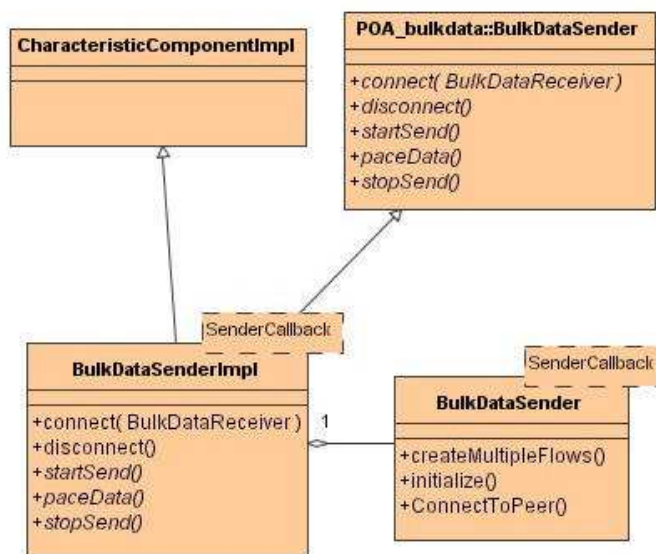 CharacteristicComponentImpl
POA_bulkdata::BulkDataSender
+connect( BulkDataReceiver )
+disconnect()
+startSend()
+paceData()
+stopSend()
SenderCallback
BulkDataSenderImpl
+connect( BulkDataReceiver )
+disconnect()
+startSend()
+paceData()
+stopSend()
1
SenderCallback
BulkDataSender
+createMultipleFlows()
+initialize()
+ConnectToPeer()